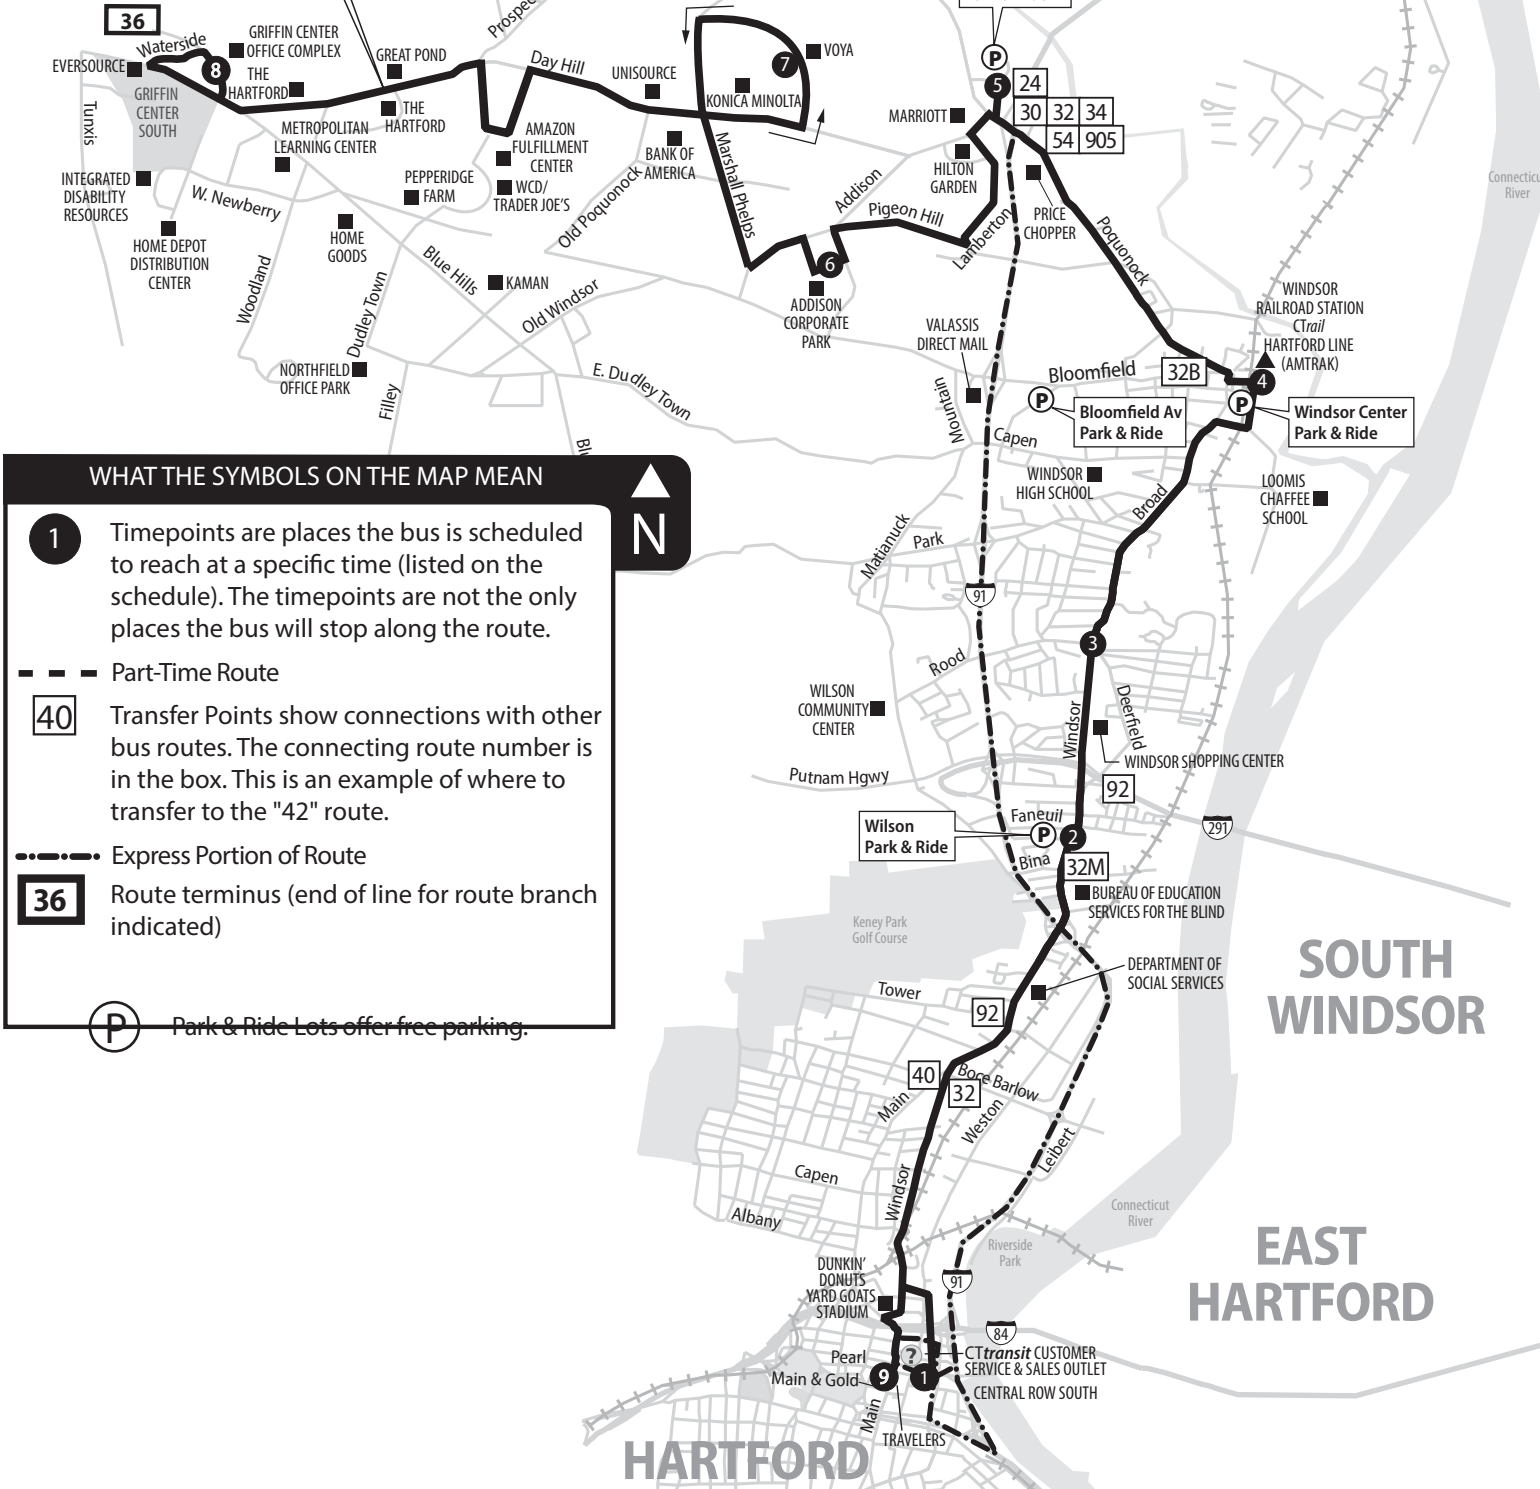 36
Waterside
GRIFFIN CENTER
OFFICE COMPLEX
EVERSOURCE
8
THE
HARTFORD
GRIFFIN
CENTER
SOUTH
Tunxis
GREAT POND
THE
HARTFORD
METROPOLITAN
LEARNING CENTER
Prospec
Day Hill
UNISOURCE
7
VOYA
KONICA MINOLTA
AMAZON
FULFILLMENT
CENTER
BANK OF
AMERICA
WCD/
TRADER JOE'S
PEPPERIDGE
FARM
Old Poquonock
Marshall Phelps
INTEGRATED
DISABILITY
RESOURCES
W. Newberry
HOME DEPOT
DISTRIBUTION
CENTER
HOME
GOODS
Woodland
Dudley Town
Blue Hills
KAMAN
Old Windsor
NORTHFIELD
OFFICE PARK
Filley
E. Dudley Town
P
5
24
30
32
34
54
905
MARRIOTT
HILTON
GARDEN
PRICE
CHOPPER
Addison
Pigeon Hill
Lamberton
Poquonock
6
ADDISON
CORPORATE
PARK
Connecticu
River
WINDSOR
RAILROAD STATION
CTrail
HARTFORD LINE
(AMTRAK)
VALASSIS
DIRECT MAIL
Bloomfield
32B
4
P
P
Bloomfield Av
Park & Ride
Windsor Center
Park & Ride
Mountain
Capen
WINDSOR
HIGH SCHOOL
LOOMIS
CHAFFEE
SCHOOL
Broad
Matianuck
Park
91
3
Rood
WILSON
COMMUNITY
CENTER
Windsor
Deerfield
WINDSOR SHOPPING CENTER
Putnam Hgwy
92
Faneuil
Wilson
Park & Ride
P
2
291
Bina
32M
BUREAU OF EDUCATION
SERVICES FOR THE BLIND
Keney Park
Golf Course
DEPARTMENT OF
SOCIAL SERVICES
Tower
92
SOUTH
WINDSOR
40
32
Boce Barlow
Main
Weston
Leibert
Capen
Windsor
Albany
Connecticut
River
Riverside
Park
EAST
HARTFORD
DUNKIN'
DONUTS
YARD GOATS
STADIUM
91
84
Pearl
?
CTtransit CUSTOMER
SERVICE & SALES OUTLET
Main & Gold
9
1
CENTRAL ROW SOUTH
Main
TRAVELERS
HARTFORD
WHAT THE SYMBOLS ON THE MAP MEAN
N
1
Timepoints are places the bus is scheduled
to reach at a specific time (listed on the
schedule). The timepoints are not the only
places the bus will stop along the route.
Part-Time Route
40
Transfer Points show connections with other
bus routes. The connecting route number is
in the box. This is an example of where to
transfer to the "42" route.
Express Portion of Route
36
Route terminus (end of line for route branch
indicated)
P
Park & Ride Lots offer free parking.